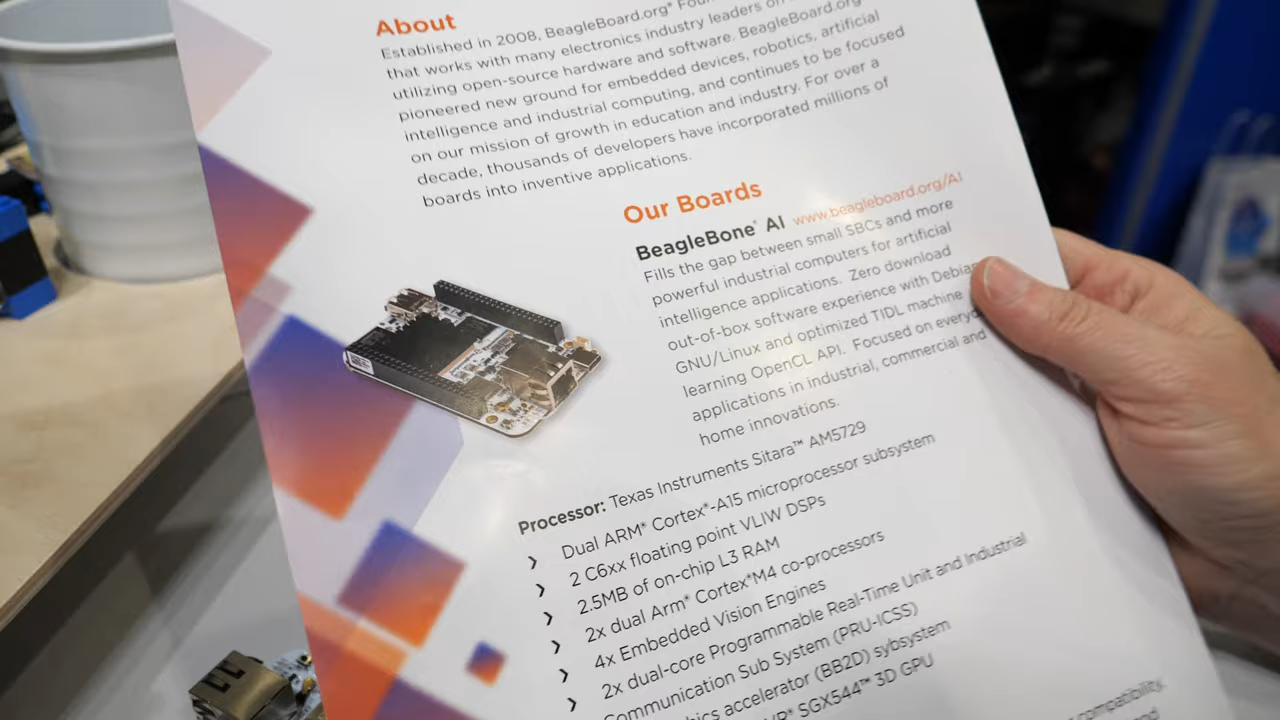 About
Established in 2008, BeagleBoard.org®
that works with many electronics industry leaders on
utilizing open-source hardware and software. BeagleBoard.org
pioneered new ground for embedded devices, robotics, artificial
intelligence and industrial computing, and continues to be focused
on our mission of growth in education and industry. For over a
decade, thousands of developers have incorporated millions of
boards into inventive applications.
Our Boards
BeagleBone® AI www.beagleboard.org/AI
Fills the gap between small SBCs and more
powerful industrial computers for artificial
intelligence applications. Zero download
out-of-box software experience with Debian
GNU/Linux and optimized TIDL machine
learning OpenCL API. Focused on
applications in industrial, commercial and
home innovations.
Processor: Texas Instruments Sitara™ AM5729
› Dual ARM® Cortex®-A15 microprocessor subsystem
› 2 C6xx floating point VLIW DSPs
› 2.5MB of on-chip L3 RAM
› 2x dual Arm® Cortex®M4 co-processors
› 4x Embedded Vision Engines
› 2x dual-core Programmable Real-Time Unit and Industrial
Communication Sub System (PRU-ICSS)
accelerator (BB2D) sybsystem
SGX544™ 3D GPU
compatibility.